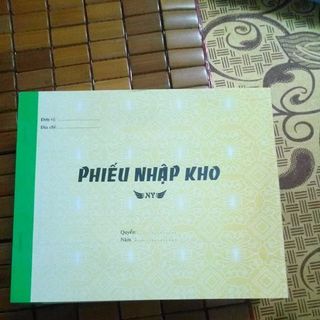 Đơn vị:....................
Địa chỉ:....................
PHIẾU NHẬP KHO
NY
Quyển:................
Năm :................